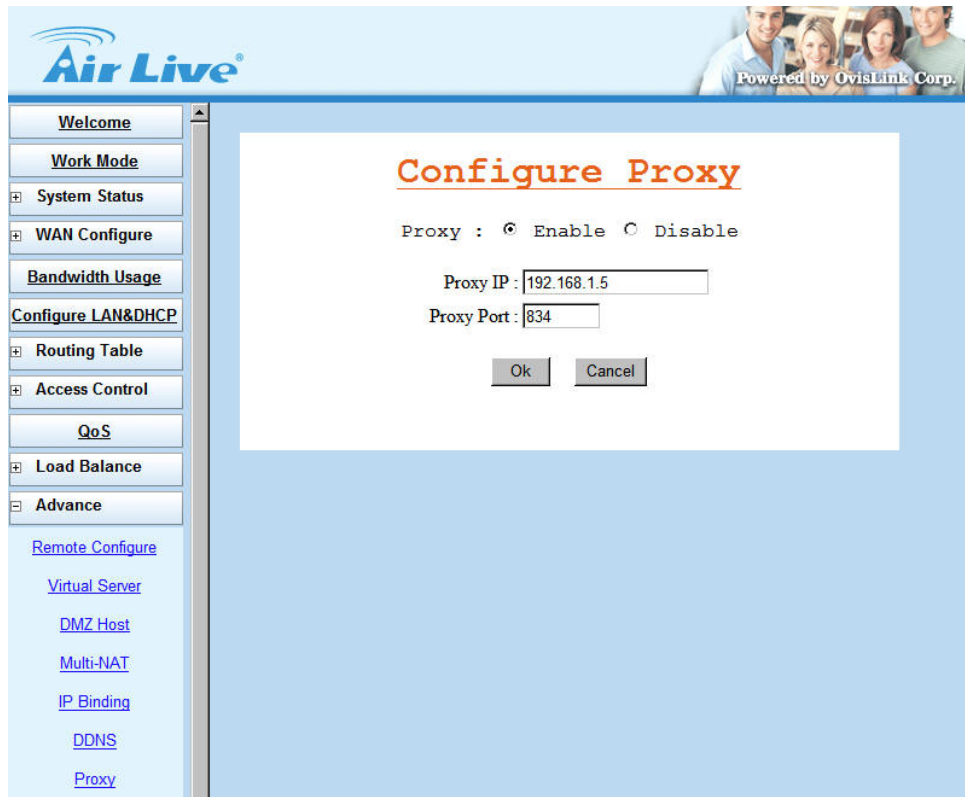 Air Live®
Powered by OvisLink Corp.
Welcome
Work Mode
System Status
WAN Configure
Bandwidth Usage
Configure LAN&DHCP
Routing Table
Access Control
QoS
Load Balance
Advance
Remote Configure
Virtual Server
DMZ Host
Multi-NAT
IP Binding
DDNS
Proxy
Configure Proxy
Proxy : Enable Disable
Proxy IP : 192.168.1.5
Proxy Port : 834
Ok Cancel